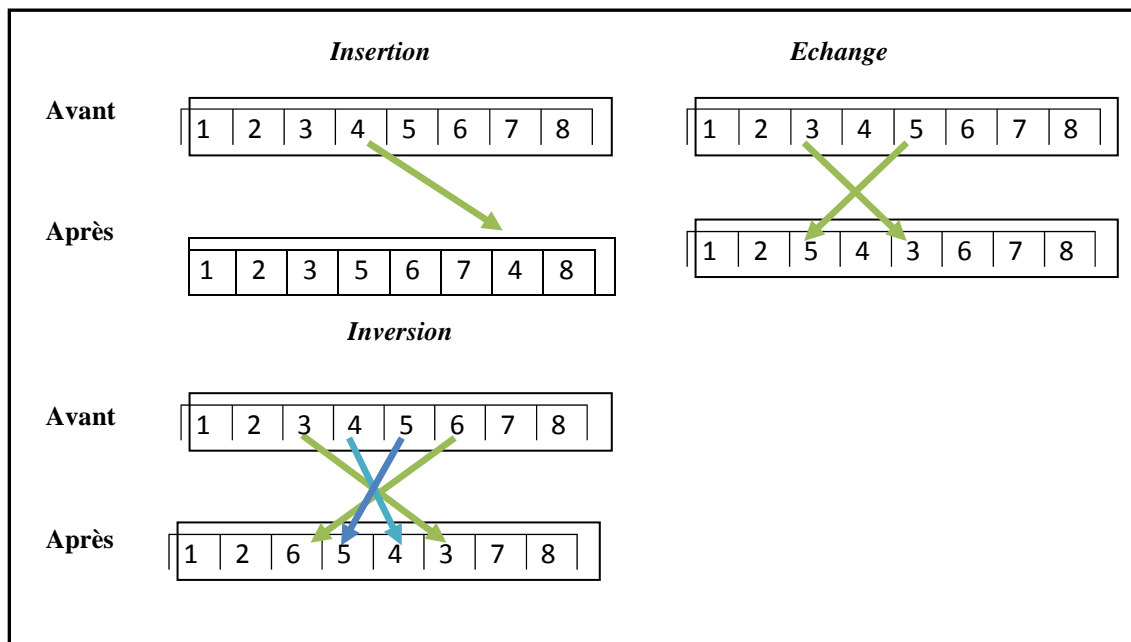 Insertion
Echange
Avant 1 2 3 4 5 6 7 8
1 2 3 4 5 6 7 8
Après 1 2 3 5 6 7 4 8
1 2 5 4 3 6 7 8
Inversion
Avant 1 2 3 4 5 6 7 8
Après 1 2 6 5 4 3 7 8